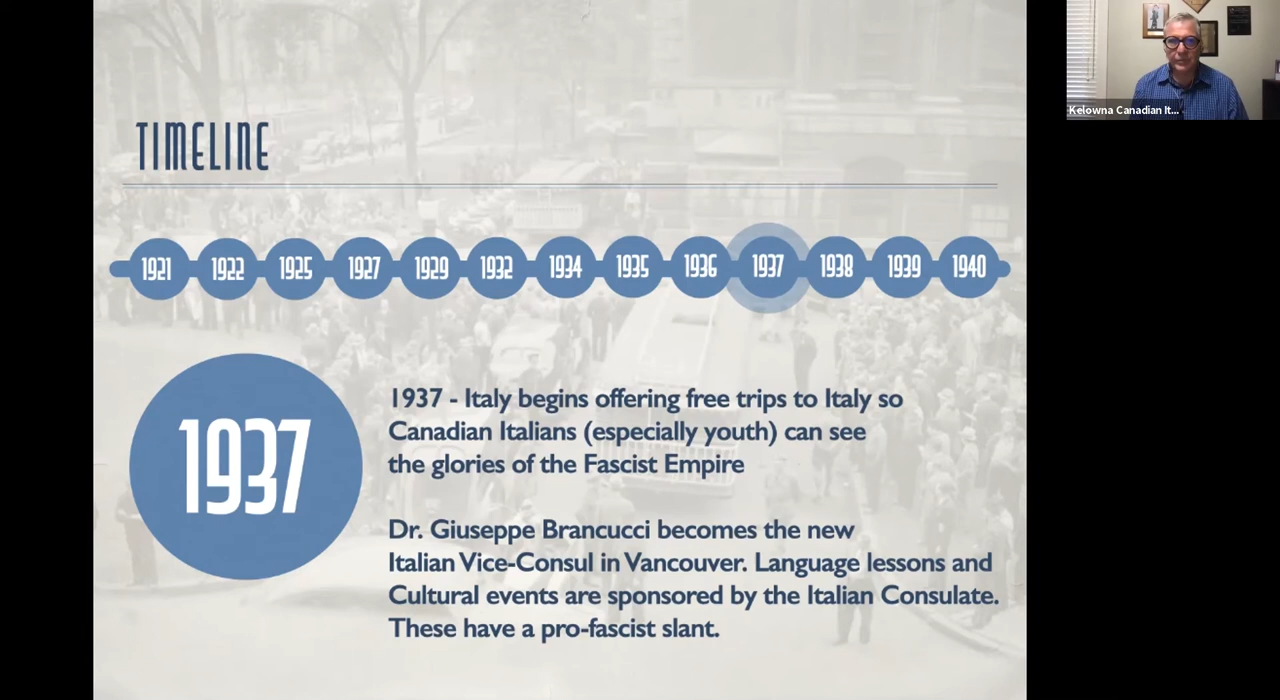 TIMELINE
1921 1922 1925 1927 1929 1932 1934 1935 1936 1937 1938 1939 1940
1937
1937 - Italy begins offering free trips to Italy so
Canadian Italians (especially youth) can see
the glories of the Fascist Empire
Dr. Giuseppe Brancucci becomes the new
Italian Vice-Consul in Vancouver. Language lessons and
Cultural events are sponsored by the Italian Consulate.
These have a pro-fascist slant.
Kelowna Canadian It...